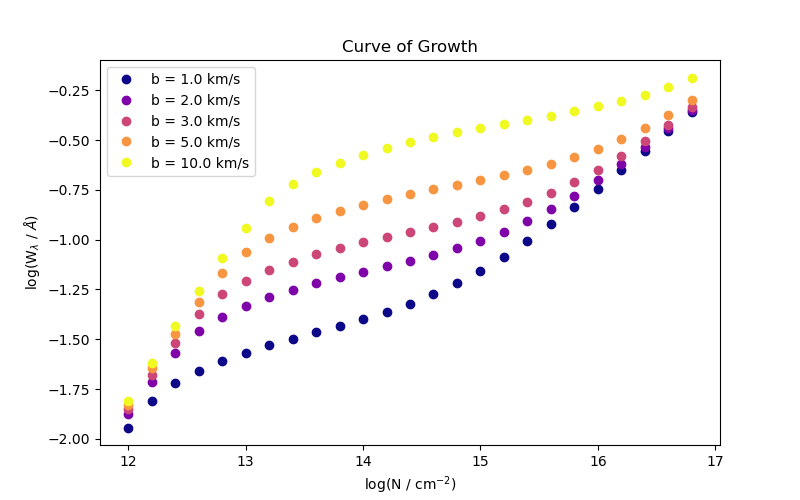 Curve of Growth
b = 1.0 km/s
b = 2.0 km/s
b = 3.0 km/s
b = 5.0 km/s
b = 10.0 km/s
log(W_λ / Å)
−0.25
−0.50
−0.75
−1.00
−1.25
−1.50
−1.75
−2.00
12 13 14 15 16 17
log(N / cm⁻²)